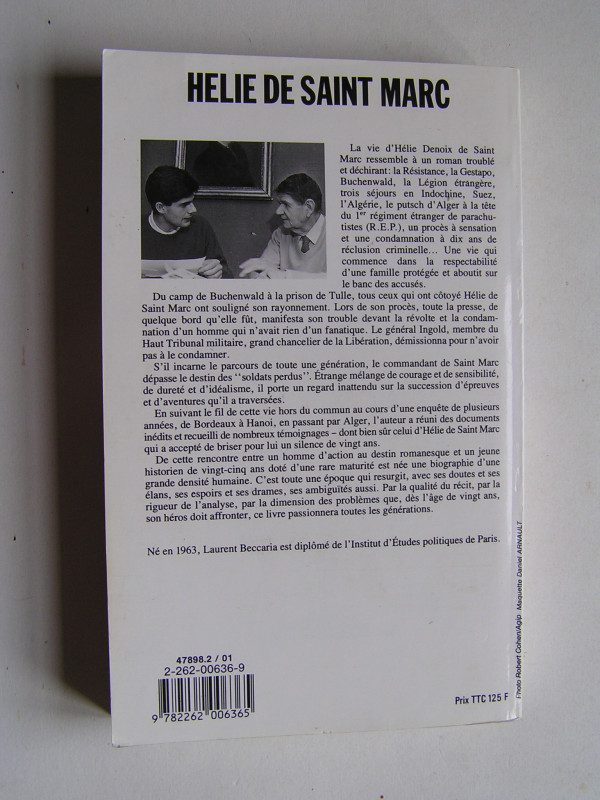 HELIE DE SAINT MARC
La vie d'Hélie Denoix de Saint
Marc ressemble à un roman troublé
et déchirant: la Résistance, la Gestapo,
Buchenwald, la Légion étrangère,
trois séjours en Indochine, Suez,
l'Algérie, le putsch d'Alger à la tête
du 1er régiment étranger de parachu-
tistes (R.E.P.), un procès à sensation
et une condamnation à dix ans de
réclusion criminelle... Une vie qui
commence dans la respectabilité
d'une famille protégée et aboutit sur
le banc des accusés.
Du camp de Buchenwald à la prison de Tulle, tous ceux qui ont côtoyé Hélie de
Saint Marc ont souligné son rayonnement. Lors de son procès, toute la presse, de
quelque bord qu'elle fût, manifesta son trouble devant la révolte et la condam-
nation d'un homme qui n'avait rien d'un fanatique. Le général Ingold, membre du
Haut Tribunal militaire, grand chancelier de la Libération, démissionna pour n'avoir
pas à le condamner.
S'il incarne le parcours de toute une génération, le commandant de Saint Marc
dépasse le destin des "soldats perdus". Étrange mélange de courage et de sensibilité,
de dureté et d'idéalisme, il porte un regard inattendu sur la succession d'épreuves
et d'aventures qu'il a traversées.
En suivant le fil de cette vie hors du commun au cours d'une enquête de plusieurs
années, de Bordeaux à Hanoi, en passant par Alger, l'auteur a réuni des documents
inédits et recueilli de nombreux témoignages – dont bien sûr celui d'Hélie de Saint Marc
qui a accepté de briser pour lui un silence de vingt ans.
De cette rencontre entre un homme d'action au destin romanesque et un jeune
historien de vingt-cinq ans doté d'une rare maturité est née une biographie d'une
grande densité humaine. C'est toute une époque qui resurgit, avec ses doutes et ses
élans, ses espoirs et ses drames, ses ambiguïtés aussi. Par la qualité du récit, par la
rigueur de l'analyse, par la dimension des problèmes que, dès l'âge de vingt ans,
son héros doit affronter, ce livre passionnera toutes les générations.
Né en 1963, Laurent Beccaria est diplômé de l'Institut d'Études politiques de Paris.
Photo Robert Cohen/Agip Maquette Daniel ARNAULT
47898.2 / 01
2-262-00636-9
9 782262 006365
Prix TTC 125 F